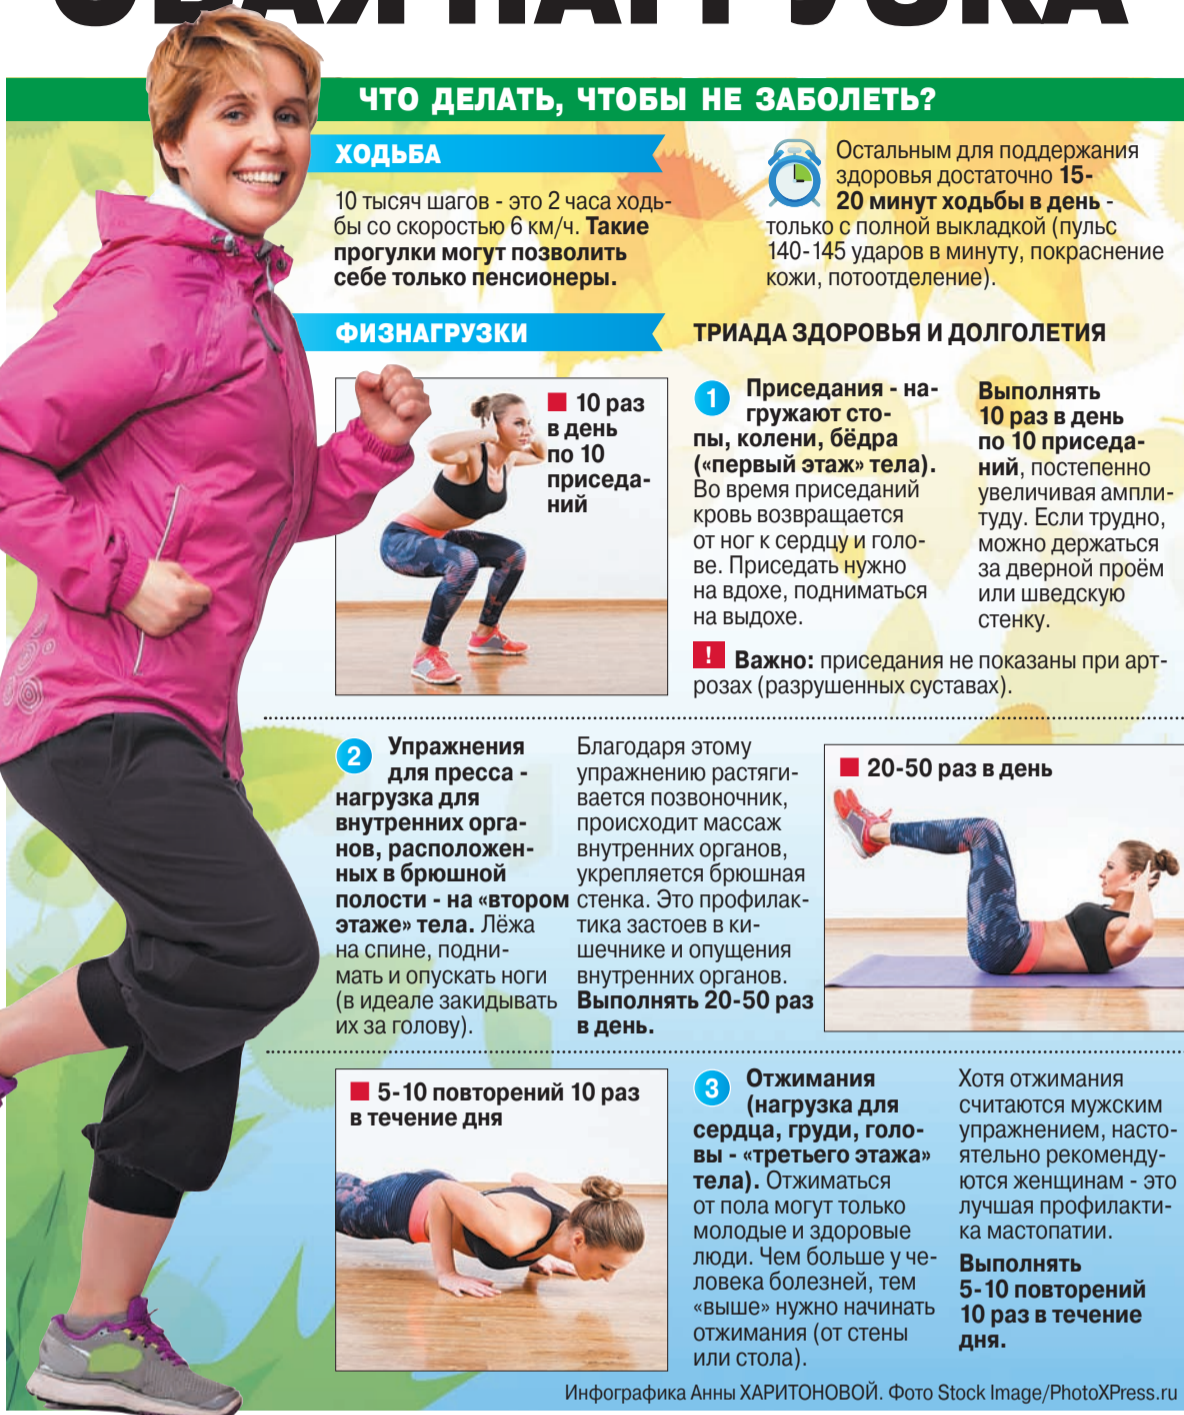 ОВАЯ НАГРУЗКА
ЧТО ДЕЛАТЬ, ЧТОБЫ НЕ ЗАБОЛЕТЬ?
ХОДЬБА
10 тысяч шагов - это 2 часа ходь-
бы со скоростью 6 км/ч. Такие
прогулки могут позволить
себе только пенсионеры.
Остальным для поддержания
здоровья достаточно 15-
20 минут ходьбы в день -
только с полной выкладкой (пульс
140-145 ударов в минуту, покраснение
кожи, потоотделение).
ФИЗНАГРУЗКИ
ТРИАДА ЗДОРОВЬЯ И ДОЛГОЛЕТИЯ
10 раз
в день
по 10
приседа-
ний
1 Приседания - на-
гружают сто-
пы, колени, бёдра
(«первый этаж» тела).
Во время приседаний
кровь возвращается
от ног к сердцу и голо-
ве. Приседать нужно
на вдохе, подниматься
на выдохе.
Выполнять
10 раз в день
по 10 приседа-
ний, постепенно
увеличивая ампли-
туду. Если трудно,
можно держаться
за дверной проём
или шведскую
стенку.
! Важно: приседания не показаны при арт-
розах (разрушенных суставах).
2 Упражнения
для пресса -
нагрузка для
внутренних орга-
нов, расположен-
ных в брюшной
полости - на «втором
этаже» тела. Лёжа
на спине, подни-
мать и опускать ноги
(в идеале закидывать
их за голову).
Благодаря этому
упражнению растяги-
вается позвоночник,
происходит массаж
внутренних органов,
укрепляется брюшная
стенка. Это профилак-
тика застоев в ки-
шечнике и опущения
внутренних органов.
Выполнять 20-50 раз
в день.
20-50 раз в день
5-10 повторений 10 раз
в течение дня
3 Отжимания
(нагрузка для
сердца, груди, голо-
вы - «третьего этажа»
тела). Отжиматься
от пола могут только
молодые и здоровые
люди. Чем больше у че-
ловека болезней, тем
«выше» нужно начинать
отжимания (от стены
или стола).
Хотя отжимания
считаются мужским
упражнением, насто-
ятельно рекоменду-
ются женщинам - это
лучшая профилакти-
ка мастопатии.
Выполнять
5-10 повторений
10 раз в течение
дня.
Инфографика Анны ХАРИТОНОВОЙ. Фото Stock Image/PhotoXPress.ru